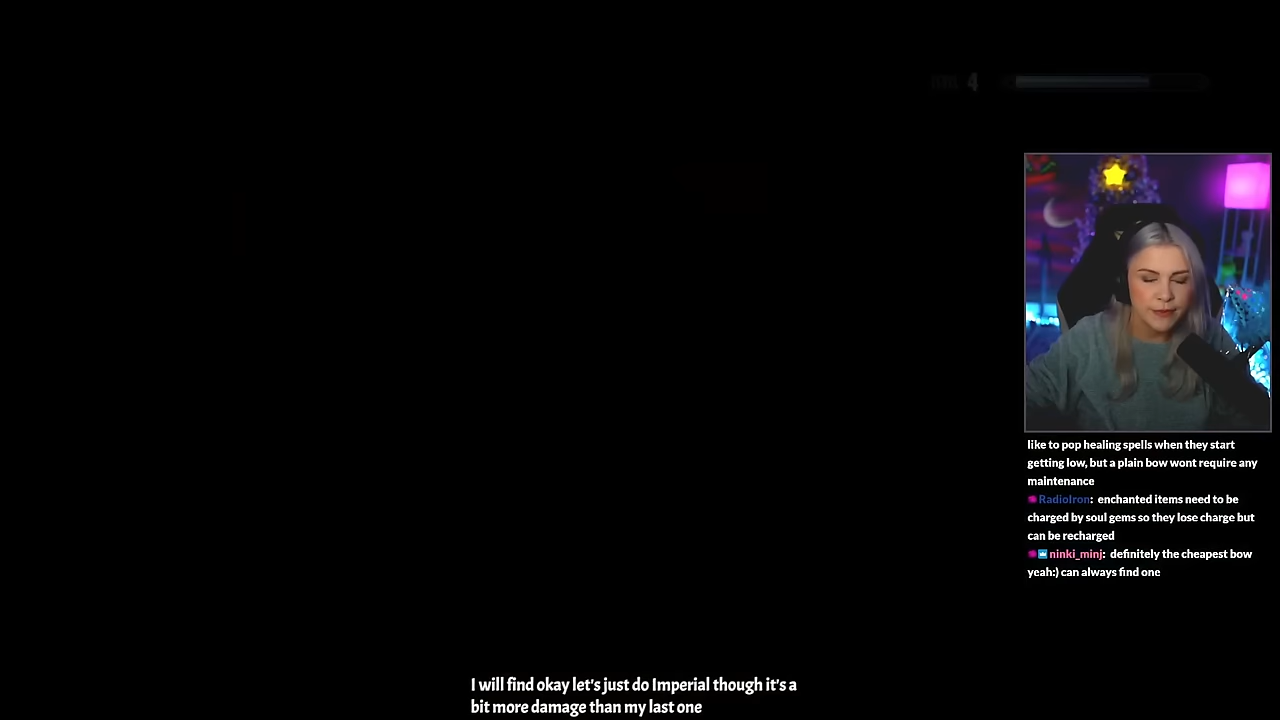 LEVEL 4
like to pop healing spells when they start
getting low, but a plain bow wont require any
maintenance
RadioIron: enchanted items need to be
charged by soul gems so they lose charge but
can be recharged
ninki_minj: definitely the cheapest bow
yeah:) can always find one
I will find okay let's just do Imperial though it's a
bit more damage than my last one